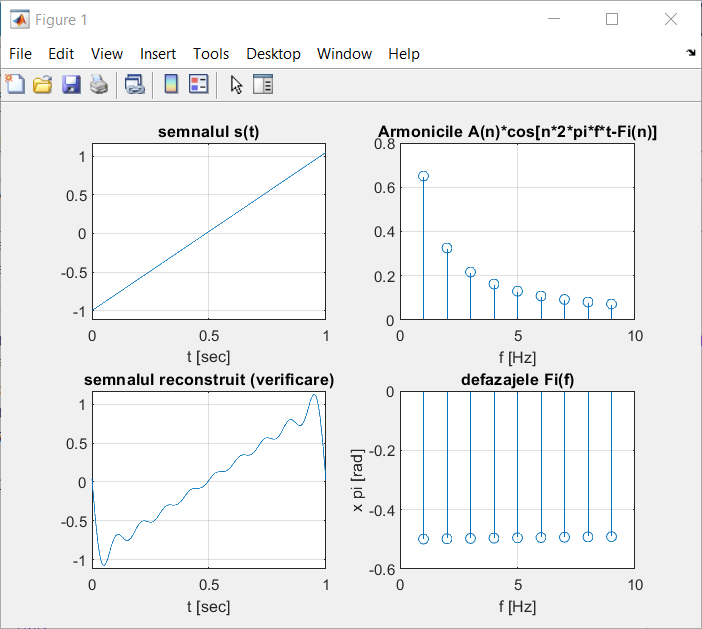 Figure 1
File Edit View Insert Tools Desktop Window Help
semnalul s(t)
1
0.5
0
-0.5
-1
0 0.5 1
t [sec]
Armonicile A(n)*cos[n*2*pi*f*t-Fi(n)]
0.8
0.6
0.4
0.2
0
0 5 10
f [Hz]
semnalul reconstruit (verificare)
1
0.5
0
-0.5
-1
0 0.5 1
t [sec]
defazajele Fi(f)
x pi [rad]
0
-0.2
-0.4
-0.6
0 5 10
f [Hz]